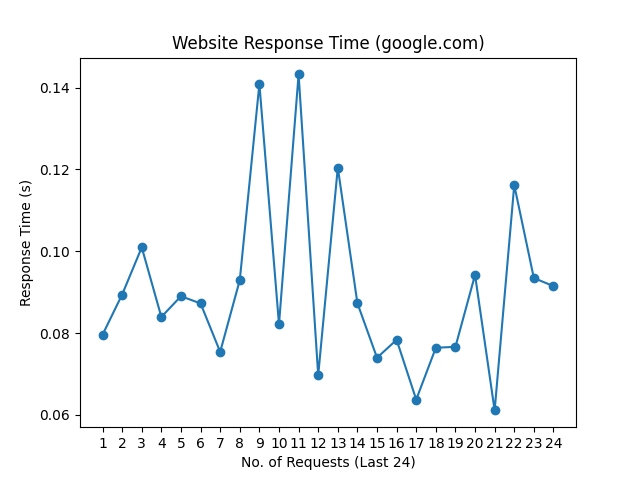 Website Response Time (google.com)
0.14
0.12
0.10
0.08
0.06
Response Time (s)
1 2 3 4 5 6 7 8 9 10 11 12 13 14 15 16 17 18 19 20 21 22 23 24
No. of Requests (Last 24)